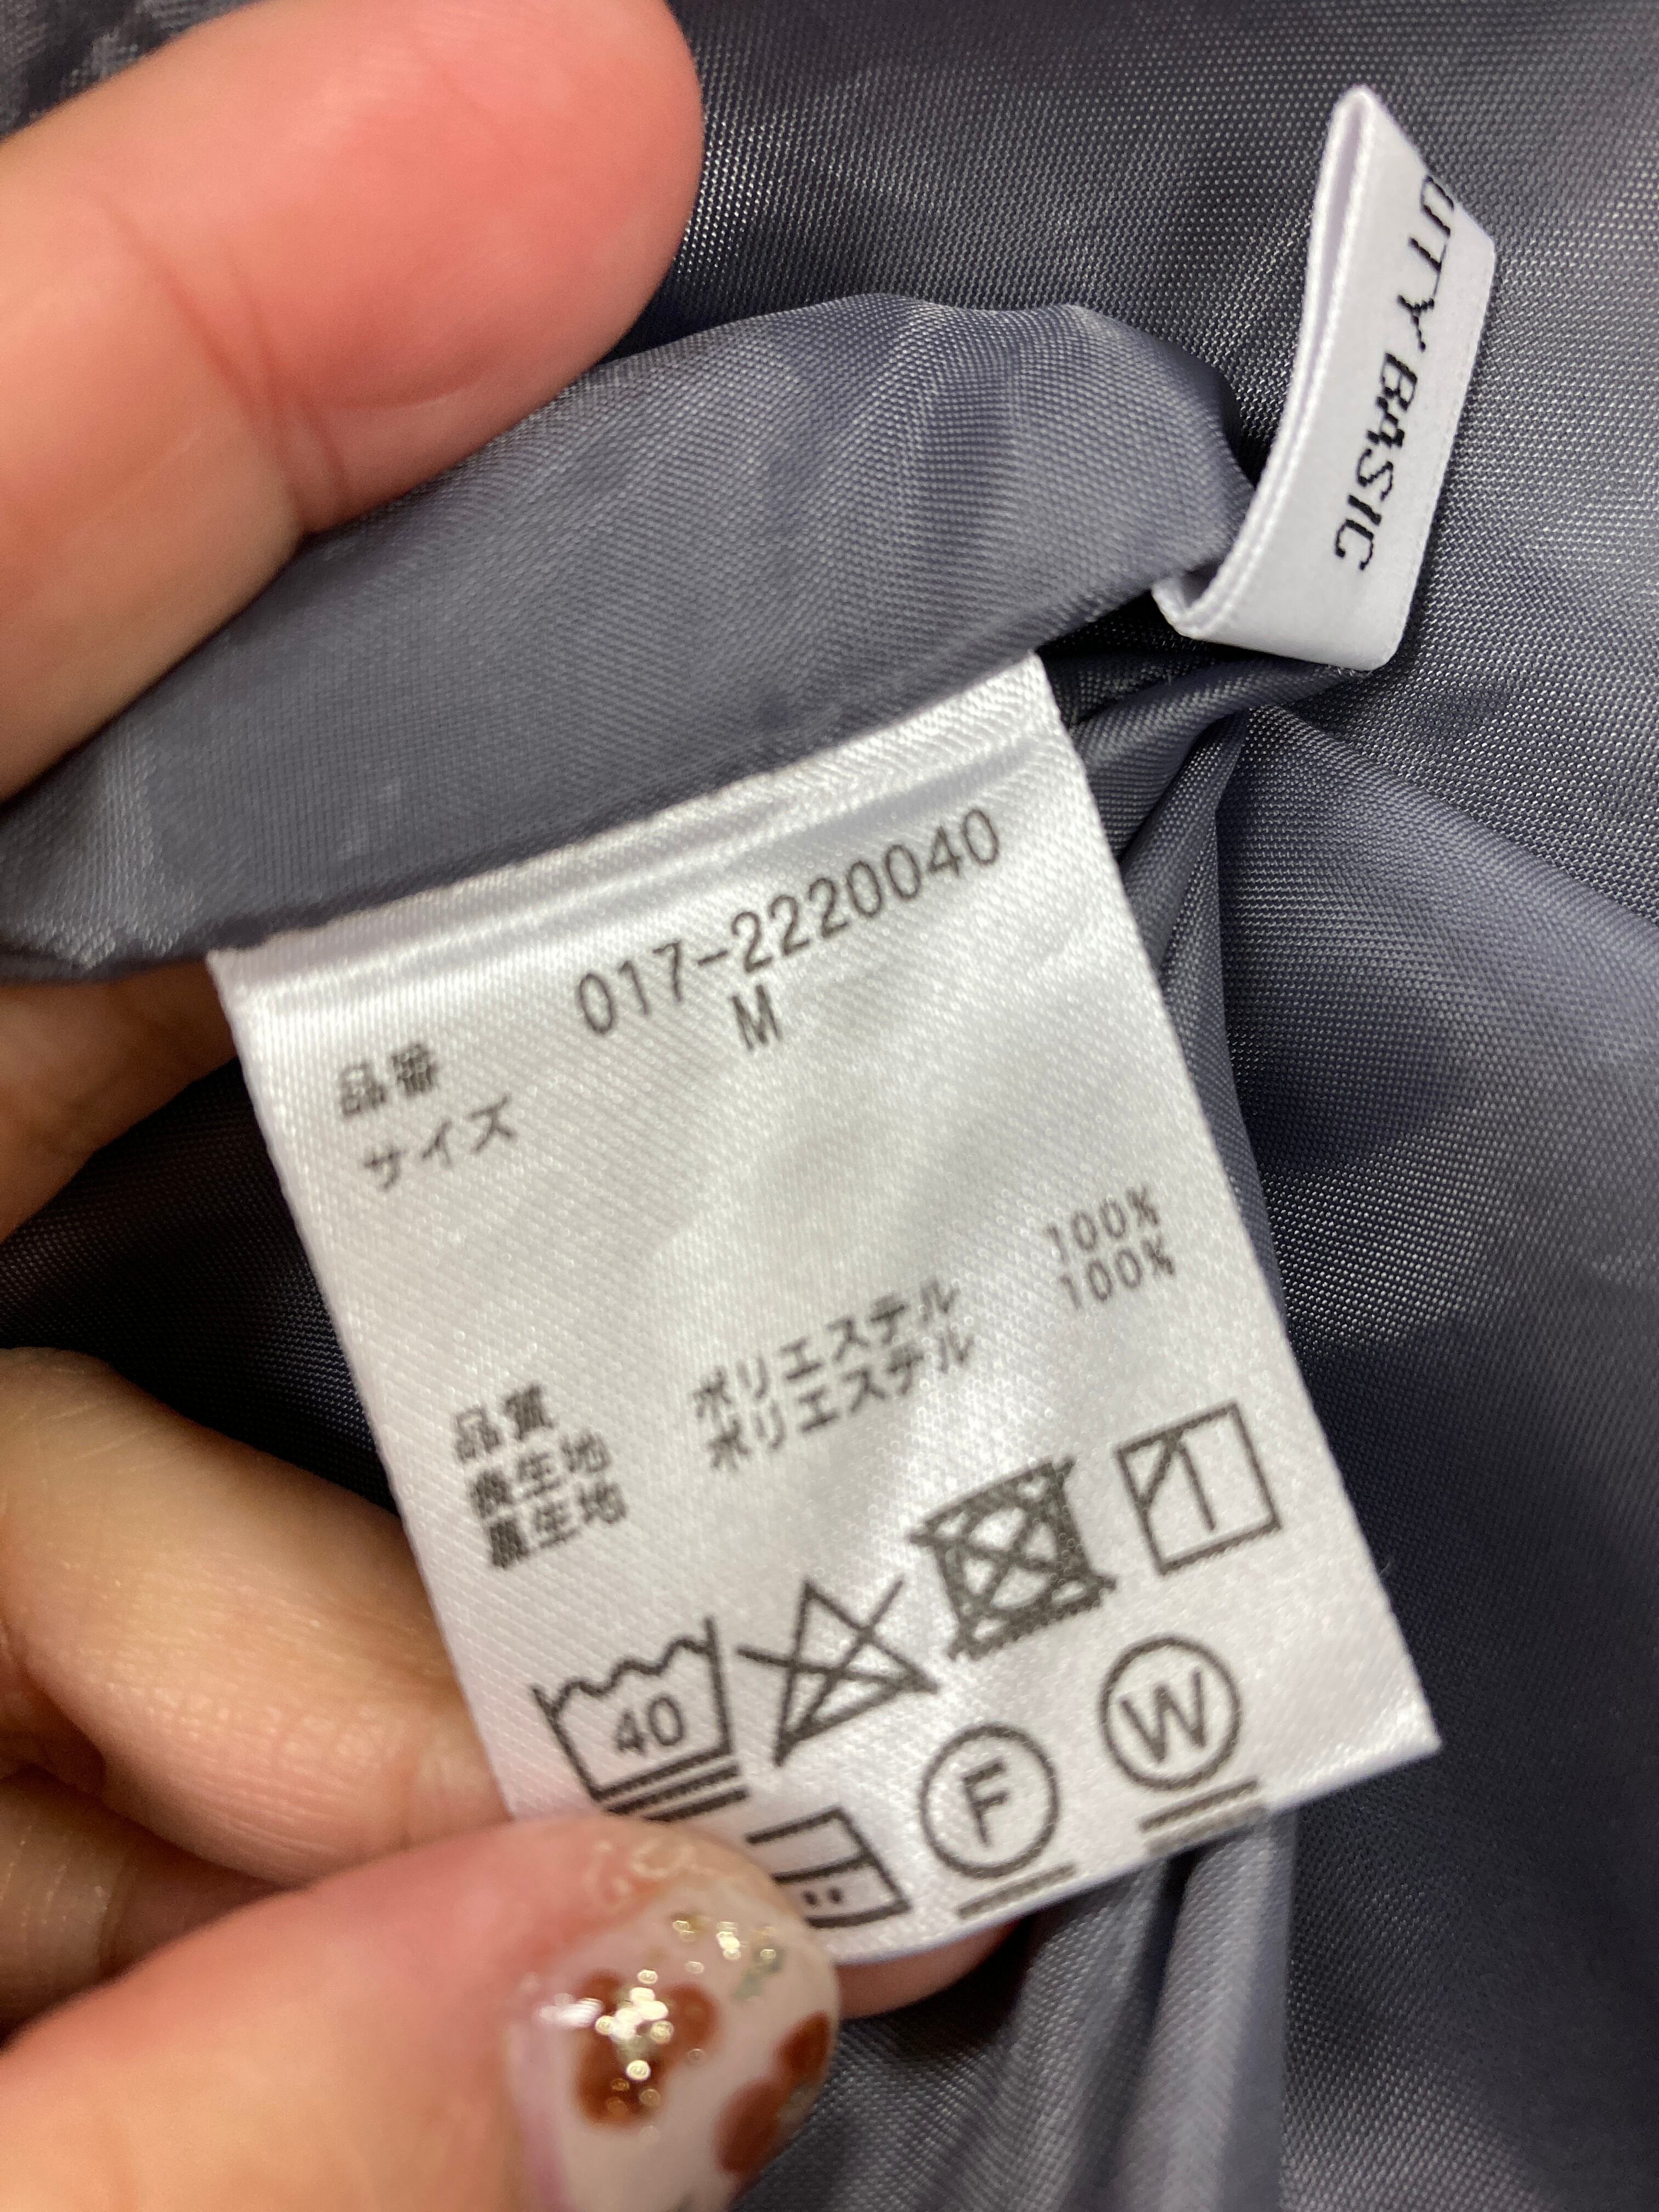 UTY BASIC
017-2220040
品番
M
サイズ
品質
表生地 ポリエステル 100%
裏生地 ポリエステル 100%
40
F
W